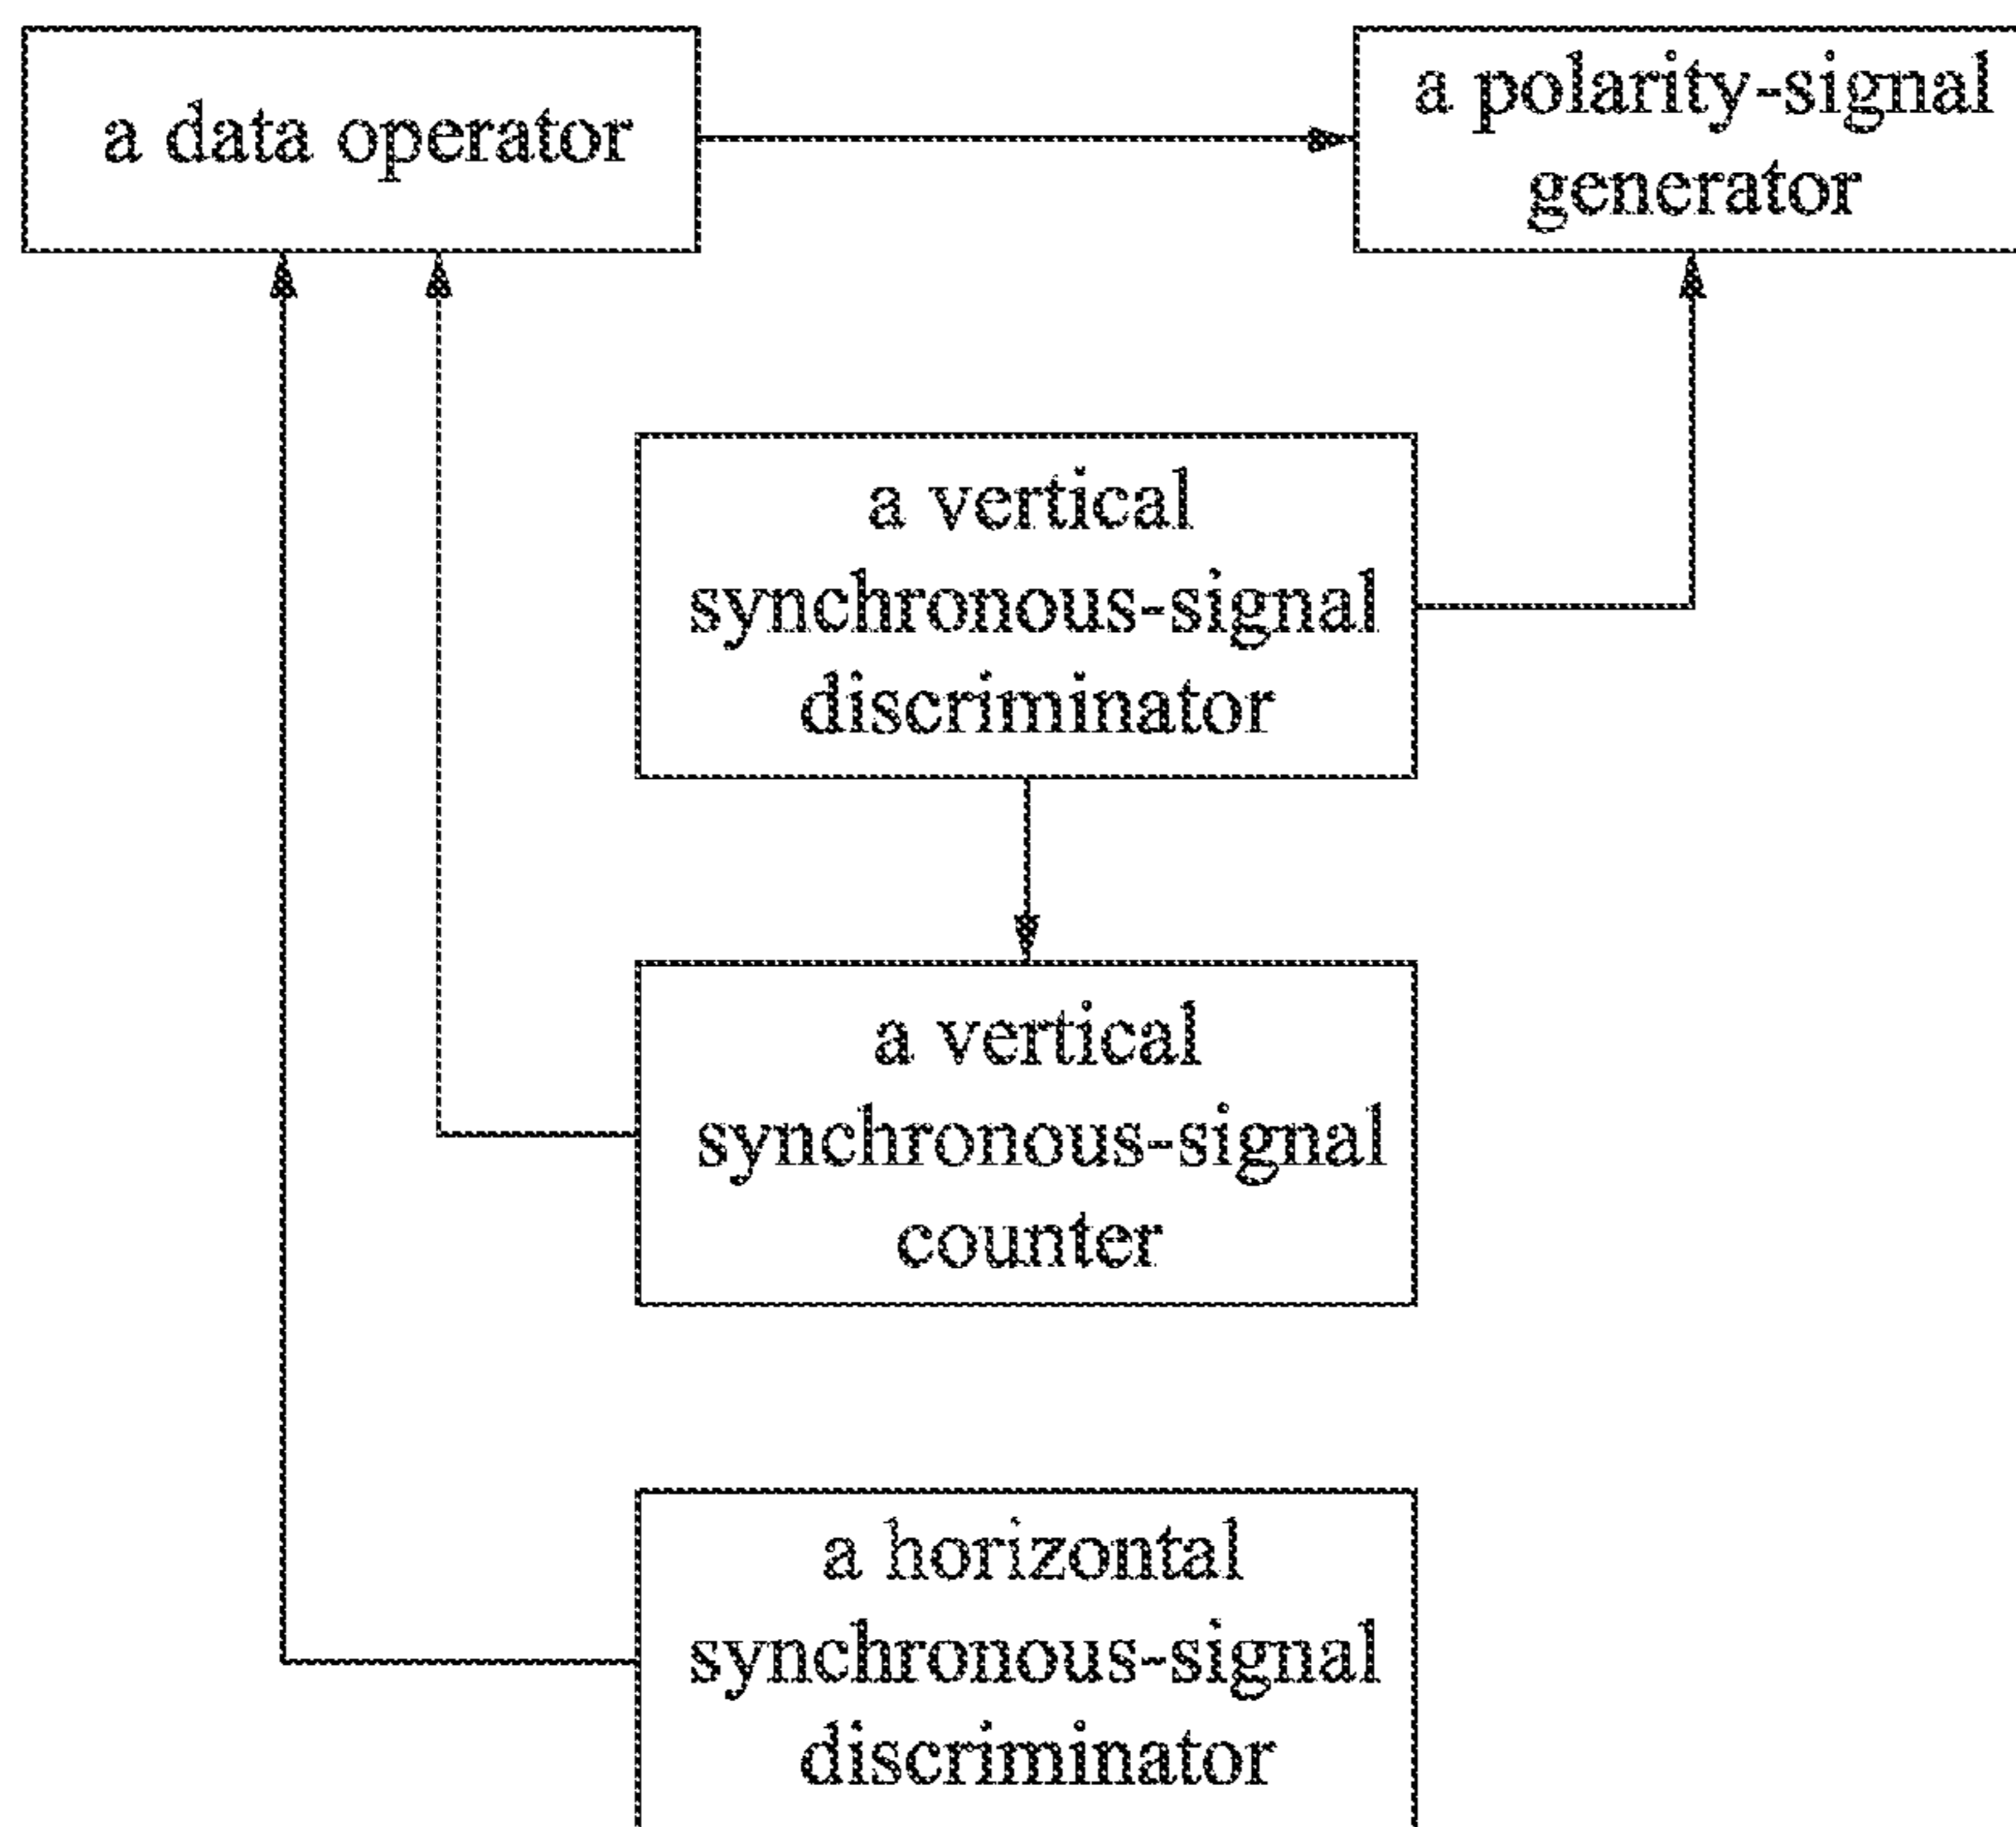 a data operator
a polarity-signal
generator
a vertical
synchronous-signal
discriminator
a vertical
synchronous-signal
counter
a horizontal
synchronous-signal
discriminator